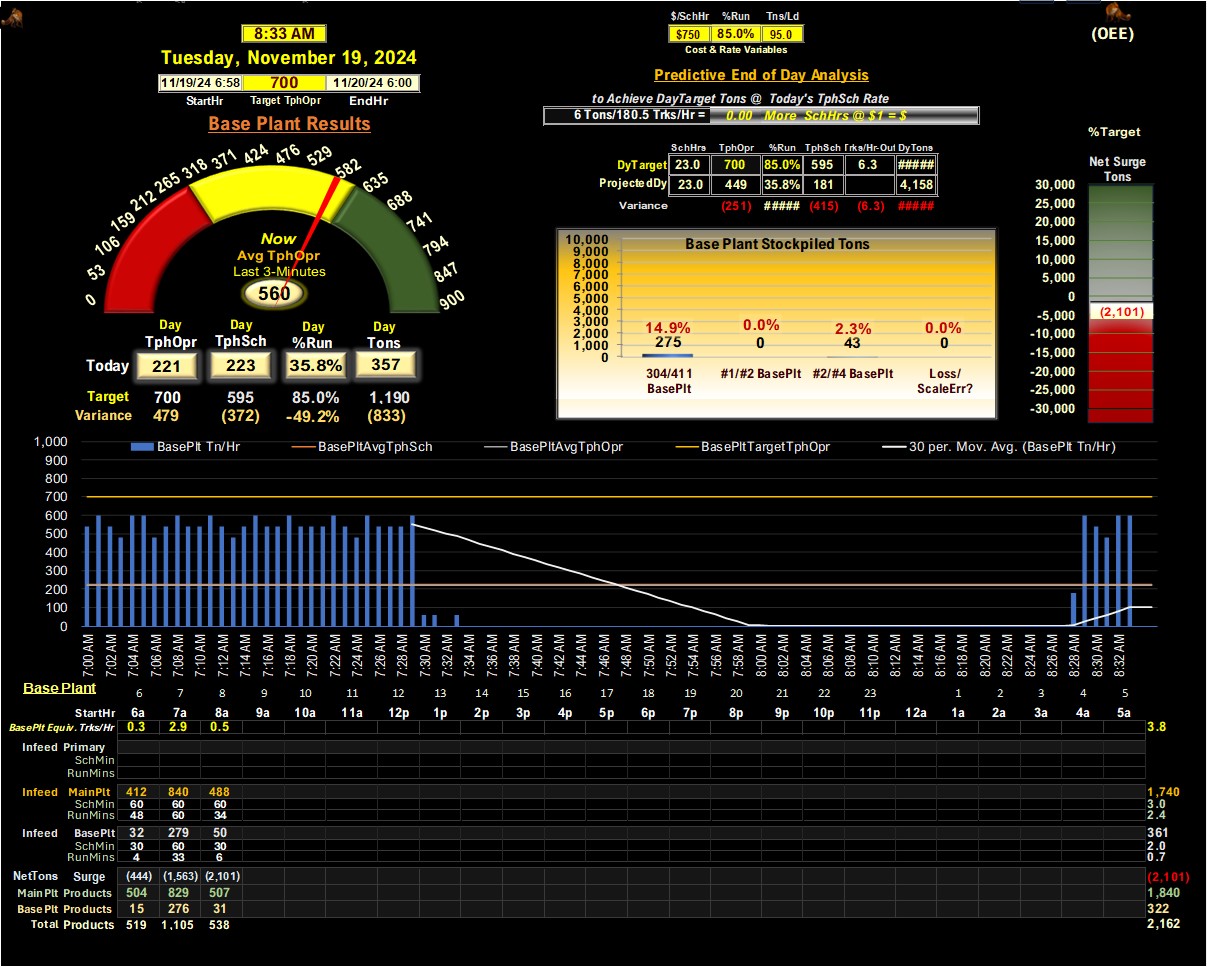 8:33 AM
Tuesday, November 19, 2024
11/19/24 6:58 700 11/20/24 6:00
StartHr Target TphOpr EndHr
Base Plant Results
0 53 106 159 212 265 318 371 424 476 529 582 635 688 741 794 847 900
Now
Avg TphOpr
Last 3-Minutes
560
Day Day Day Day
TphOpr TphSch %Run Tons
Today 221 223 35.8% 357
Target 700 595 85.0% 1,190
Variance 479 (372) -49.2% (833)
$/SchHr %Run Tns/Ld
$750 85.0% 95.0
Cost & Rate Variables
Predictive End of Day Analysis
to Achieve DayTarget Tons @ Today's TphSch Rate
6 Tons/180.5 Trks/Hr = 0.00 More SchHrs @ $1 = $
SchHrs TphOpr %Run TphSch Trks/Hr-Out DyTons
DyTarget 23.0 700 85.0% 595 6.3 #####
ProjectedDy 23.0 449 35.8% 181 4,158
Variance (251) ##### (415) (6.3) #####
Base Plant Stockpiled Tons
10,000
9,000
8,000
7,000
6,000
5,000
4,000
3,000
2,000
1,000
0
14.9% 0.0% 2.3% 0.0%
275 0 43 0
304/411 BasePlt
#1/#2 BasePlt
#2/#4 BasePlt
Loss/ ScaleErr?
(OEE)
%Target
Net Surge
Tons
30,000
25,000
20,000
15,000
10,000
5,000
0
-5,000
-10,000
-15,000
-20,000
-25,000
-30,000
(2,101)
BasePlt Tn/Hr BasePltAvgTphSch BasePltAvgTphOpr BasePltTargetTphOpr 30 per. Mov. Avg. (BasePlt Tn/Hr)
1,000
900
800
700
600
500
400
300
200
100
0
7:00 AM 7:02 AM 7:04 AM 7:06 AM 7:08 AM 7:10 AM 7:12 AM 7:14 AM 7:16 AM 7:18 AM 7:20 AM 7:22 AM 7:24 AM 7:26 AM 7:28 AM 7:30 AM 7:32 AM 7:34 AM 7:36 AM 7:38 AM 7:40 AM 7:42 AM 7:44 AM 7:46 AM 7:48 AM 7:50 AM 7:52 AM 7:54 AM 7:56 AM 7:58 AM 8:00 AM 8:02 AM 8:04 AM 8:06 AM 8:08 AM 8:10 AM 8:12 AM 8:14 AM 8:16 AM 8:18 AM 8:20 AM 8:22 AM 8:24 AM 8:26 AM 8:28 AM 8:30 AM 8:32 AM
Base Plant 6 7 8 9 10 11 12 13 14 15 16 17 18 19 20 21 22 23 1 2 3 4 5
StartHr 6a 7a 8a 9a 10a 11a 12p 1p 2p 3p 4p 5p 6p 7p 8p 9p 10p 11p 12a 1a 2a 3a 4a 5a
BasePlt Equiv. Trks/Hr 0.3 2.9 0.5 3.8
Infeed Primary
SchMin
RunMins
Infeed MainPlt 412 840 488 1,740
SchMin 60 60 60 3.0
RunMins 48 60 34 2.4
Infeed BasePlt 32 279 50 361
SchMin 30 60 30 2.0
RunMins 4 33 6 0.7
NetTons Surge (444) (1,563) (2,101) (2,101)
MainPlt Products 504 829 507 1,840
BasePlt Products 15 276 31 322
Total Products 519 1,105 538 2,162